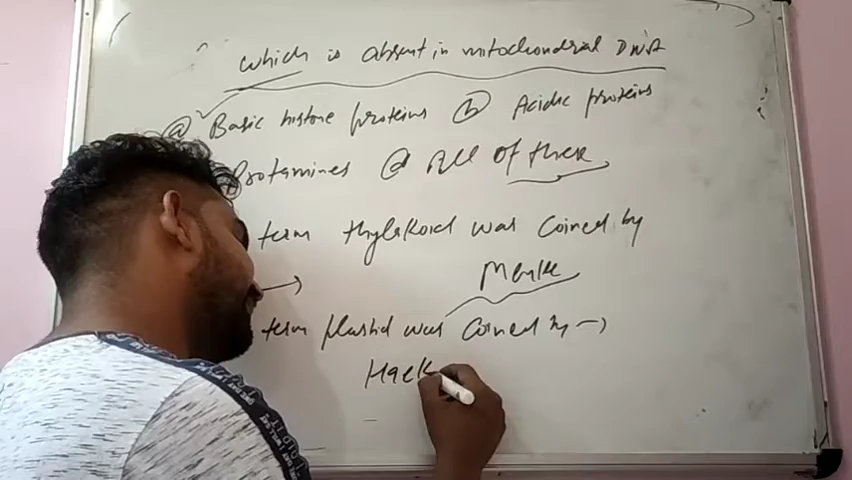 which is absent in mitochondrial DNA
(a) Basic histone proteins (b) Acidic proteins
Protamines (d) All of these
term thylakoid was coined by
Menke
term plastid was coined by →
Haek